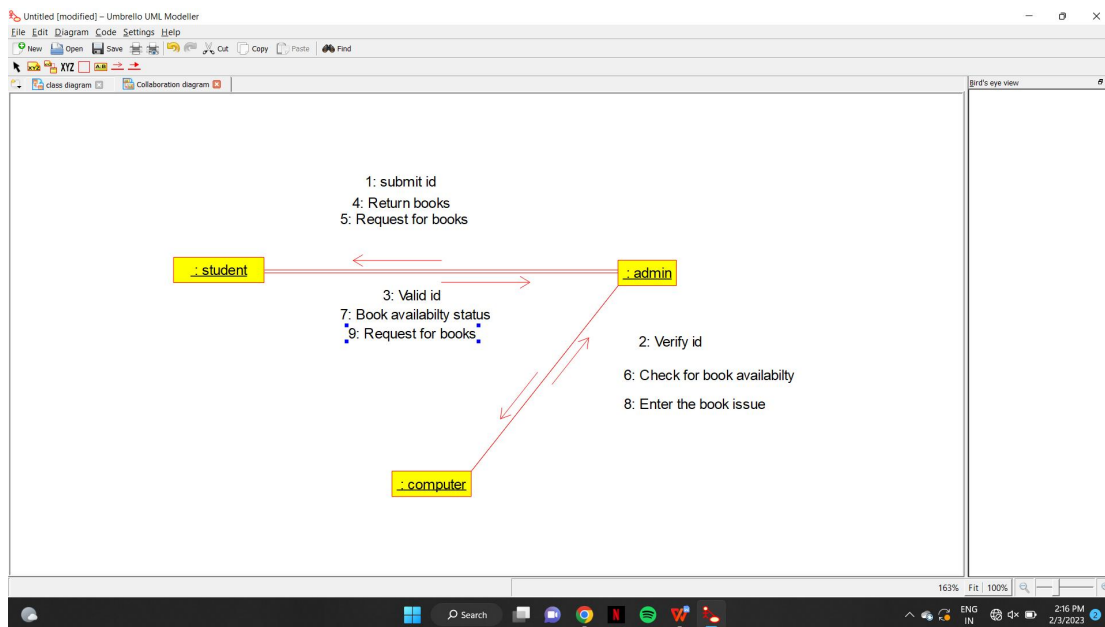 Untitled [modified] – Umbrello UML Modeller
File Edit Diagram Code Settings Help
New Open Save Cut Copy Paste Find
XYZ XYZ A.B
class diagram Collaboration diagram Bird's eye view
1: submit id
4: Return books
5: Request for books
: student : admin
3: Valid id
7: Book availabilty status
9: Request for books
2: Verify id
6: Check for book availabilty
8: Enter the book issue
: computer
163% Fit 100%
Search N W ENG IN 2:16 PM 2/3/2023 2